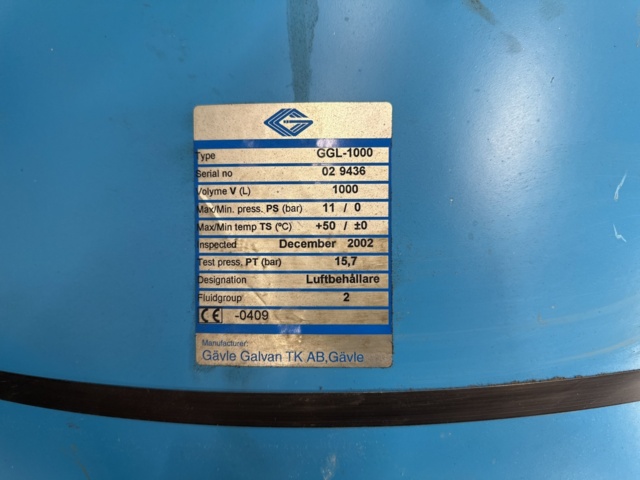 Type GGL-1000
Serial no 02 9436
Volyme V (L) 1000
Max/Min. press. PS (bar) 11 / 0
Max/Min temp TS (ºC) +50 / ±0
Inspected December 2002
Test press. PT (bar) 15,7
Designation Luftbehållare
Fluidgroup 2
CE -0409
Manufacturer:
Gävle Galvan TK AB, Gävle